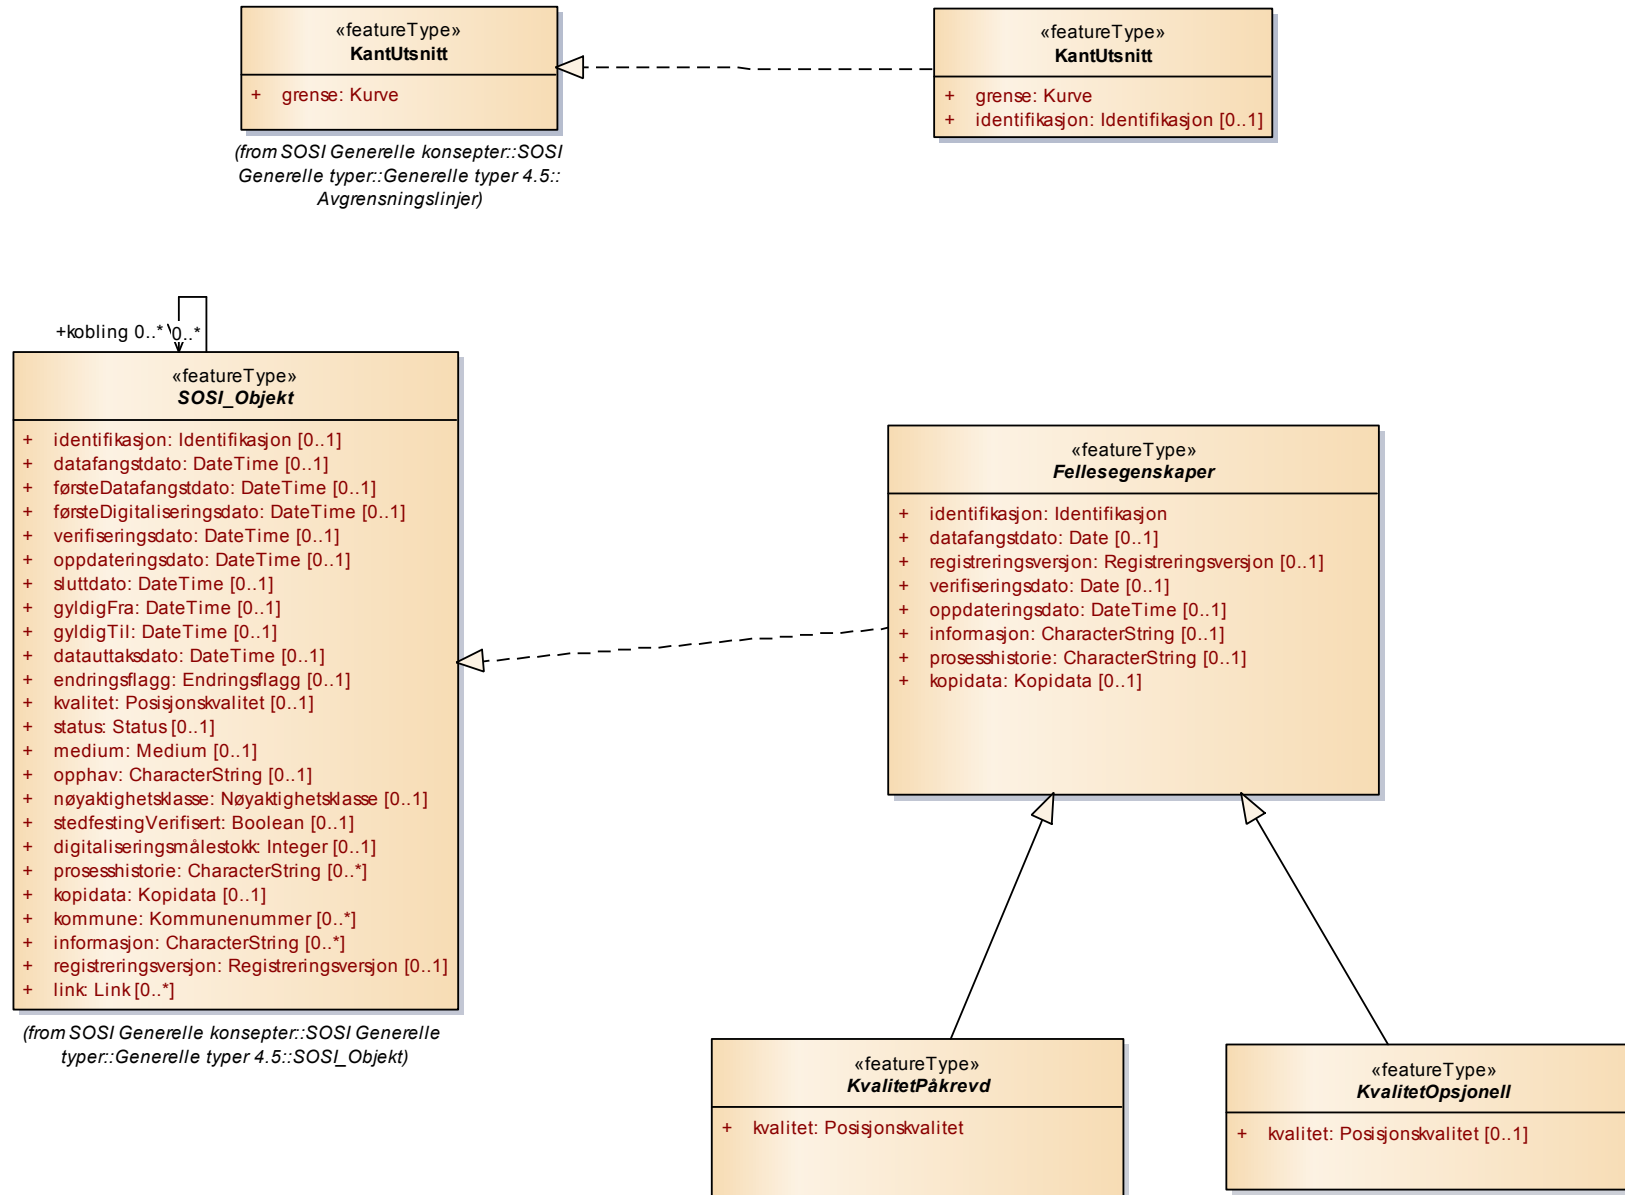 «featureType»
KantUtsnitt
+ grense: Kurve
(from SOSI Generelle konsepter::SOSI
Generelle typer::Generelle typer 4.5::
Avgrensningslinjer)
«featureType»
KantUtsnitt
+ grense: Kurve
+ identifikasjon: Identifikasjon [0..1]
+kobling 0..*
0..*
«featureType»
SOSI_Objekt
+ identifikasjon: Identifikasjon [0..1]
+ datafangstdato: DateTime [0..1]
+ førsteDatafangstdato: DateTime [0..1]
+ førsteDigitaliseringsdato: DateTime [0..1]
+ verifiseringsdato: DateTime [0..1]
+ oppdateringsdato: DateTime [0..1]
+ sluttdato: DateTime [0..1]
+ gyldigFra: DateTime [0..1]
+ gyldigTil: DateTime [0..1]
+ datauttaksdato: DateTime [0..1]
+ endringsflagg: Endringsflagg [0..1]
+ kvalitet: Posisjonskvalitet [0..1]
+ status: Status [0..1]
+ medium: Medium [0..1]
+ opphav: CharacterString [0..1]
+ nøyaktighetsklasse: Nøyaktighetsklasse [0..1]
+ stedfestingVerifisert: Boolean [0..1]
+ digitaliseringsmålestokk: Integer [0..1]
+ prosesshistorie: CharacterString [0..*]
+ kopidata: Kopidata [0..1]
+ kommune: Kommunenummer [0..*]
+ informasjon: CharacterString [0..*]
+ registreringsversjon: Registreringsversjon [0..1]
+ link: Link [0..*]
(from SOSI Generelle konsepter::SOSI Generelle
typer::Generelle typer 4.5::SOSI_Objekt)
«featureType»
Fellesegenskaper
+ identifikasjon: Identifikasjon
+ datafangstdato: Date [0..1]
+ registreringsversjon: Registreringsversjon [0..1]
+ verifiseringsdato: Date [0..1]
+ oppdateringsdato: DateTime [0..1]
+ informasjon: CharacterString [0..1]
+ prosesshistorie: CharacterString [0..1]
+ kopidata: Kopidata [0..1]
«featureType»
KvalitetPåkrevd
+ kvalitet: Posisjonskvalitet
«featureType»
KvalitetOpsjonell
+ kvalitet: Posisjonskvalitet [0..1]